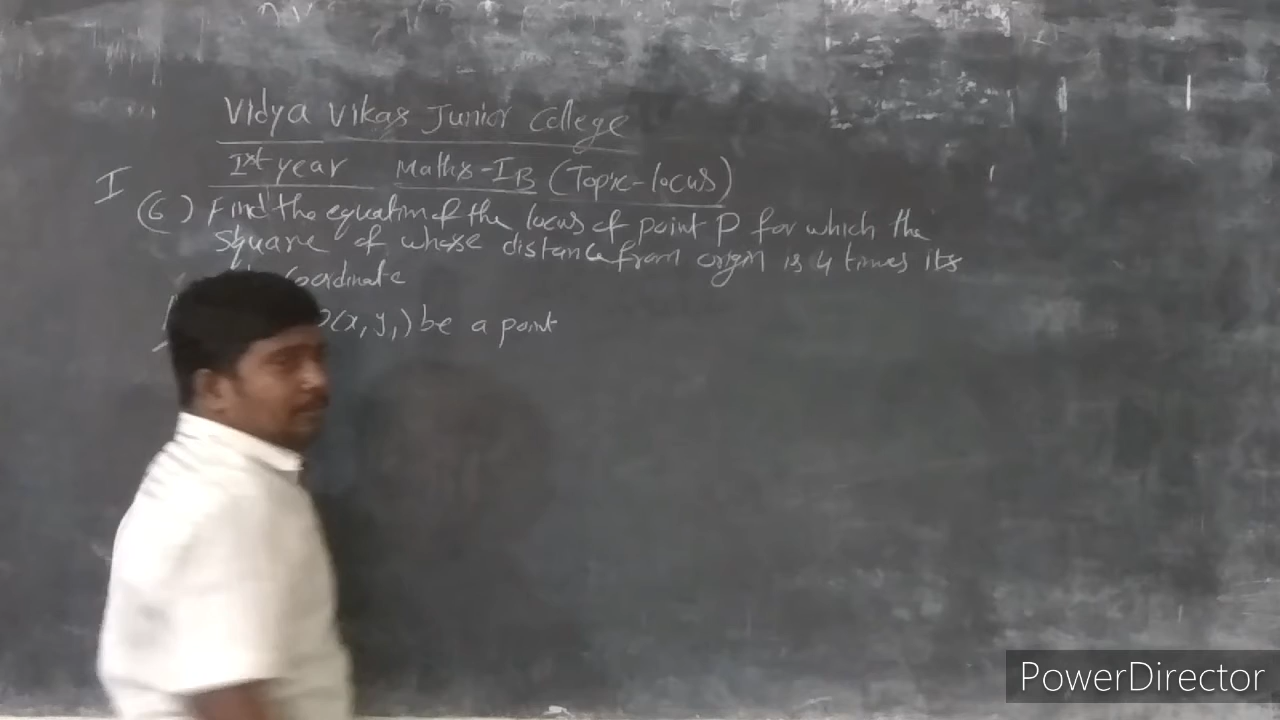 Vidya Vikas Junior College
Ist year Maths-IB (Topic-locus)
I
(6) Find the equation of the locus of point P for which the
square of whose distance from origin is 4 times its
coordinate
P(x, y,) be a point
PowerDirector